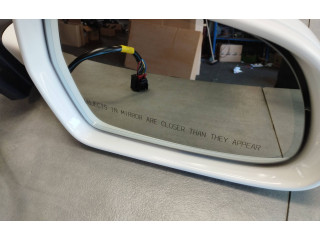 OBJECTS IN MIRROR ARE CLOSER THAN THEY APPEAR